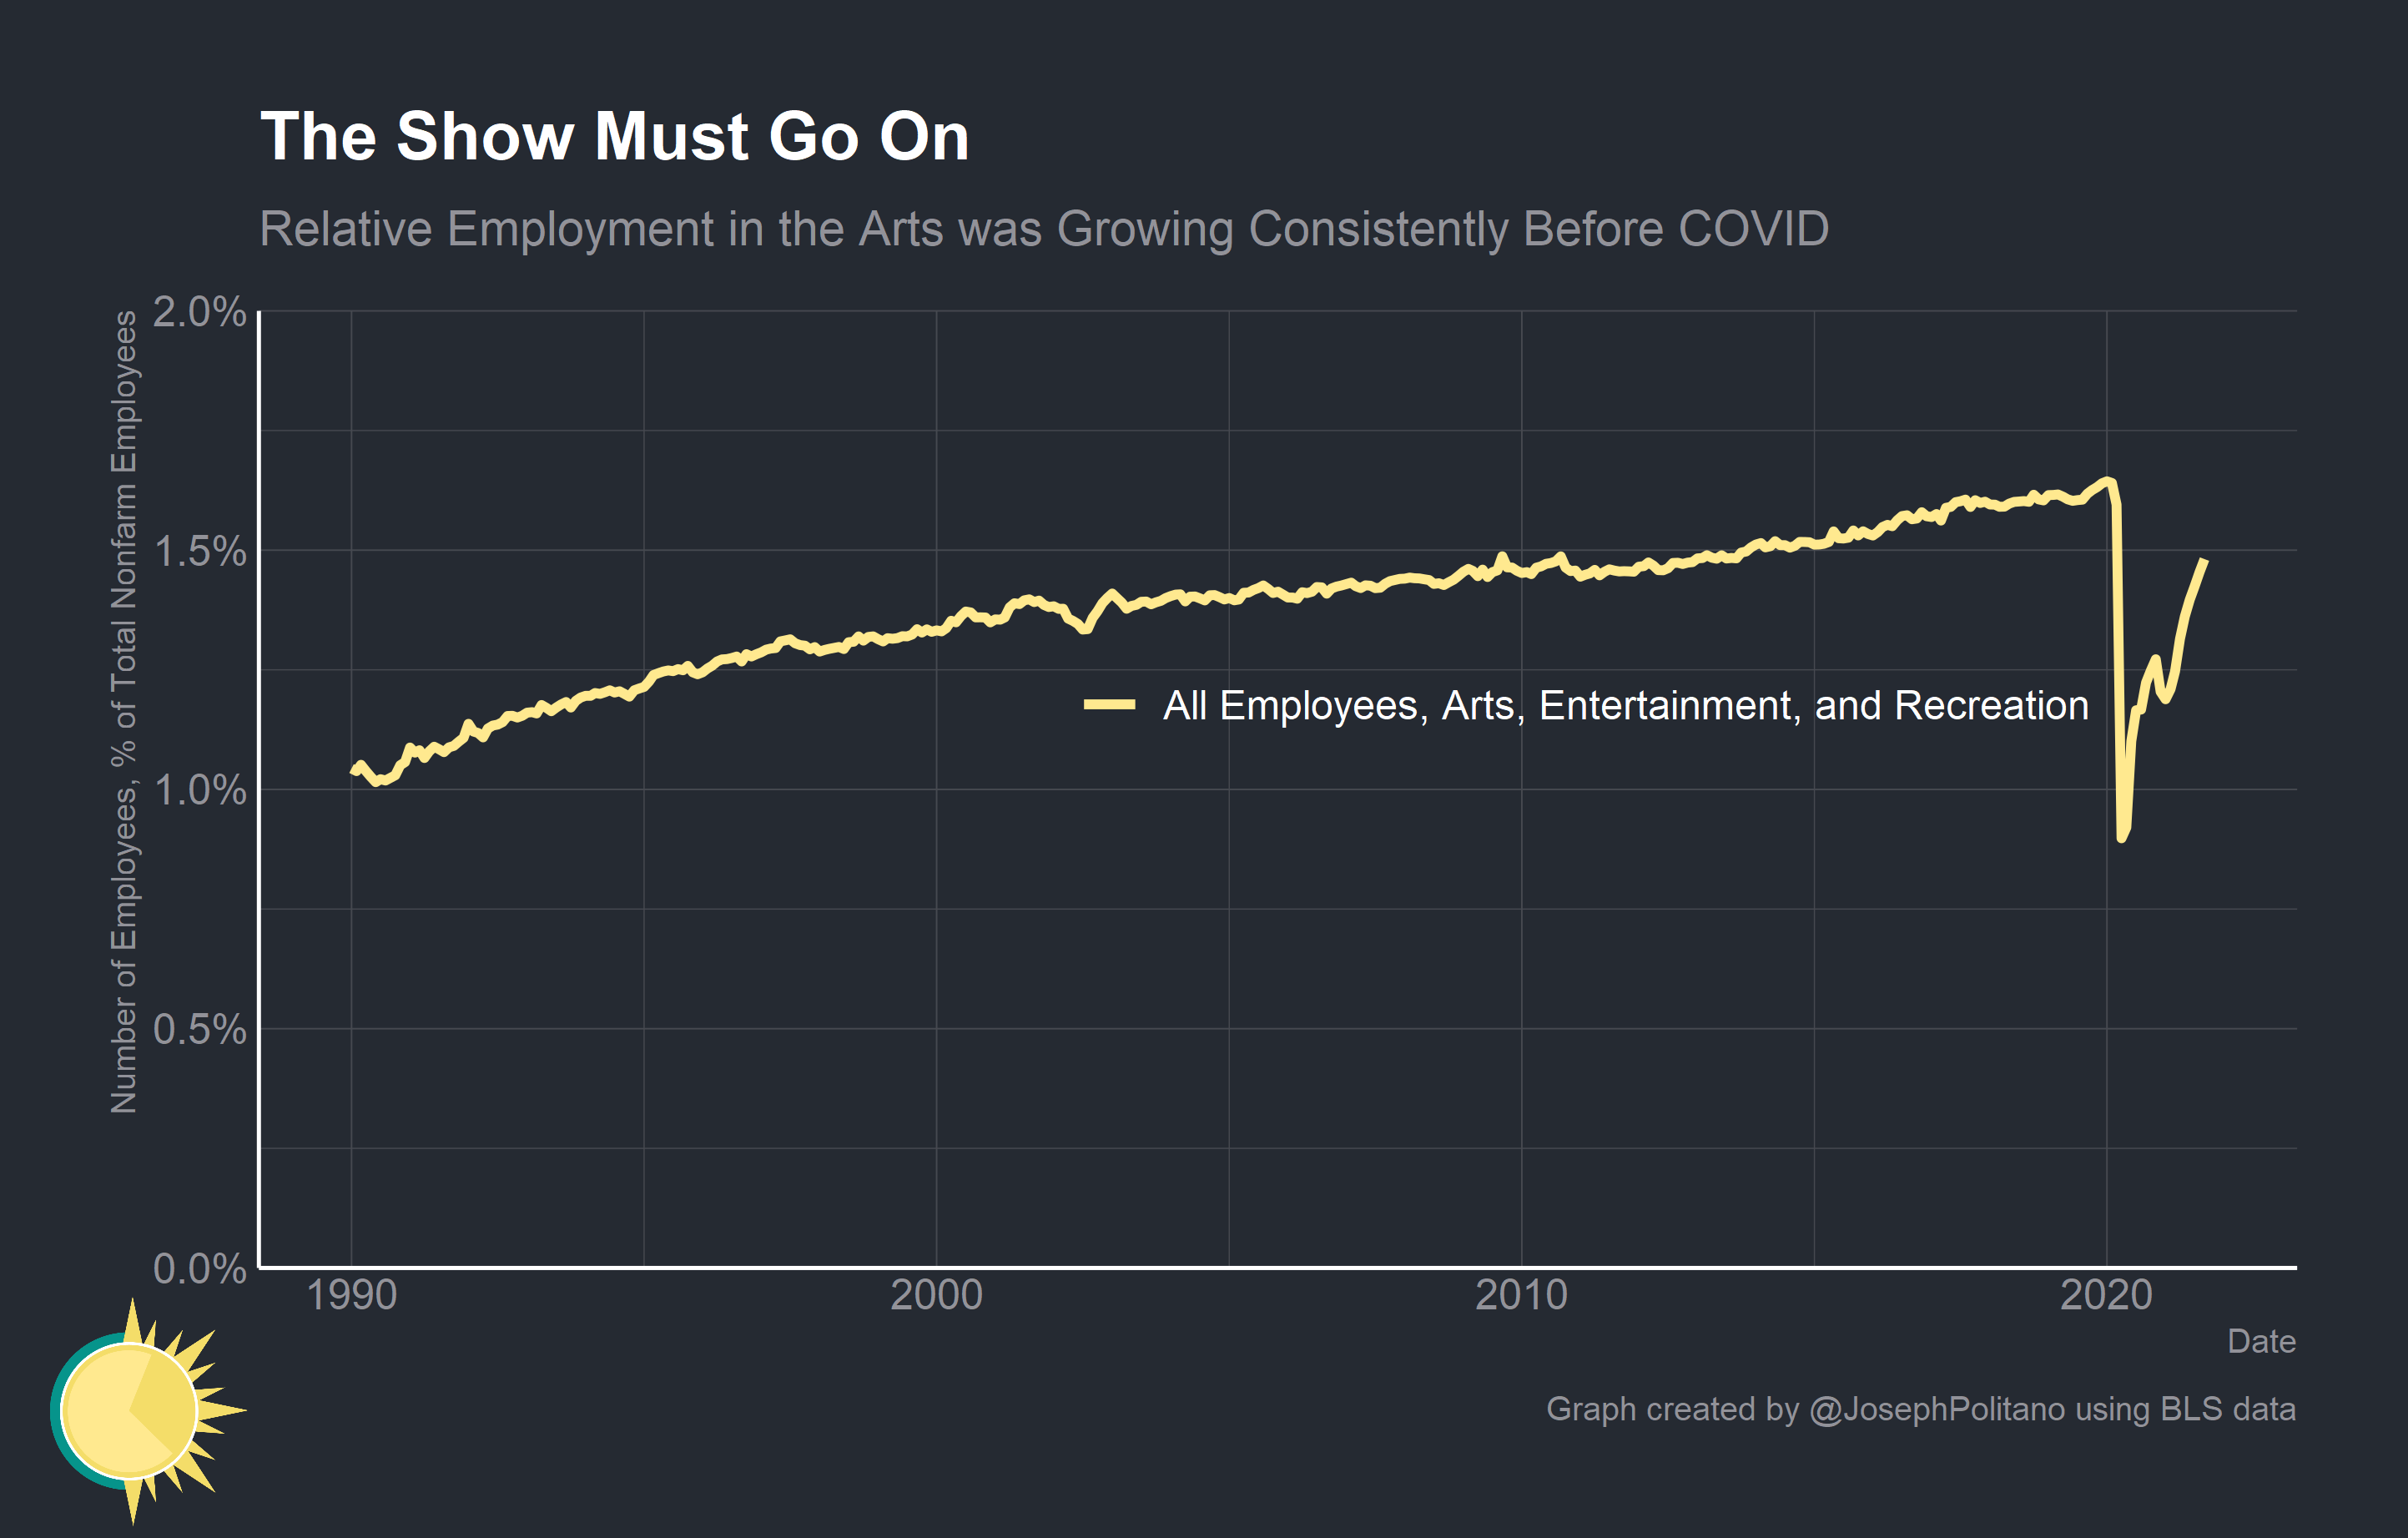 The Show Must Go On
Relative Employment in the Arts was Growing Consistently Before COVID
Number of Employees, % of Total Nonfarm Employees
2.0%
1.5%
1.0%
0.5%
0.0%
All Employees, Arts, Entertainment, and Recreation
1990 2000 2010 2020
Date
Graph created by @JosephPolitano using BLS data